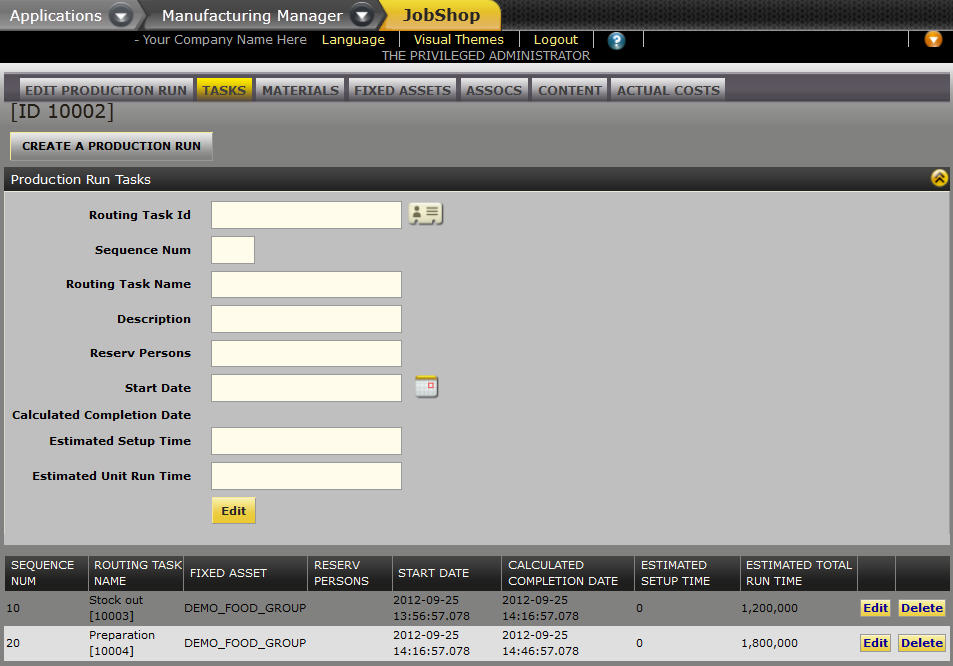 Applications Manufacturing Manager JobShop
- Your Company Name Here Language Visual Themes Logout ?
THE PRIVILEGED ADMINISTRATOR
EDIT PRODUCTION RUN TASKS MATERIALS FIXED ASSETS ASSOCS CONTENT ACTUAL COSTS
[ID 10002]
CREATE A PRODUCTION RUN
Production Run Tasks
Routing Task Id
Sequence Num
Routing Task Name
Description
Reserv Persons
Start Date
Calculated Completion Date
Estimated Setup Time
Estimated Unit Run Time
Edit
SEQUENCE NUM ROUTING TASK NAME FIXED ASSET RESERV PERSONS START DATE CALCULATED COMPLETION DATE ESTIMATED SETUP TIME ESTIMATED TOTAL RUN TIME
10 Stock out [10003] DEMO_FOOD_GROUP 2012-09-25 13:56:57.078 2012-09-25 14:16:57.078 0 1,200,000 Edit Delete
20 Preparation [10004] DEMO_FOOD_GROUP 2012-09-25 14:16:57.078 2012-09-25 14:46:57.078 0 1,800,000 Edit Delete